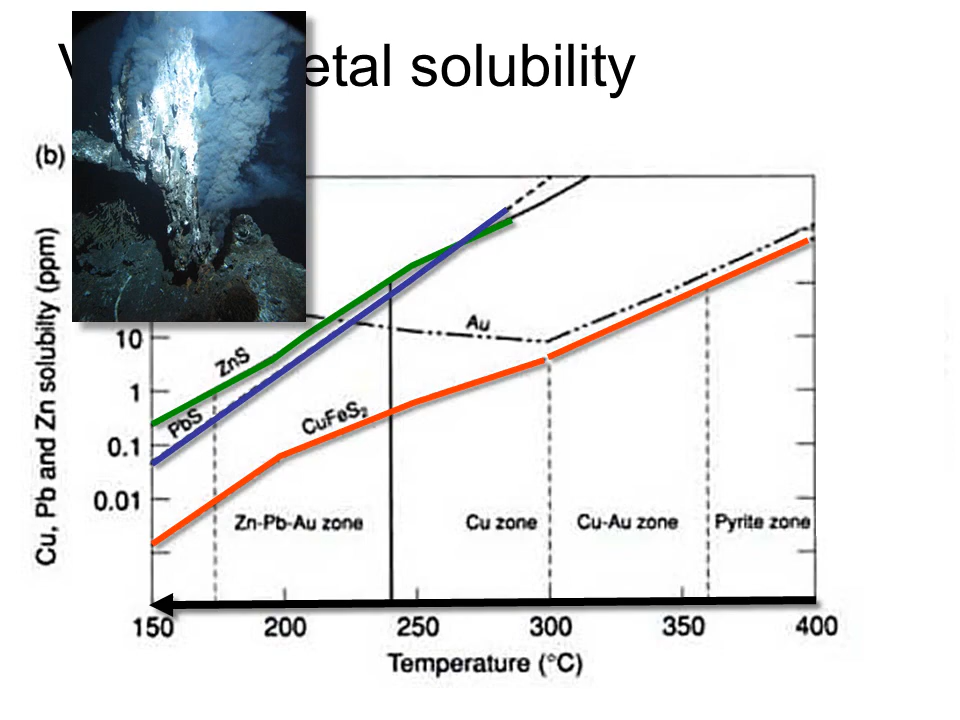 etal solubility
(b)
Cu, Pb and Zn solubilty (ppm)
10
1
0.1
0.01
ZnS
PbS
CuFeS2
Au
Zn-Pb-Au zone
Cu zone
Cu-Au zone
Pyrite zone
150 200 250 300 350 400
Temperature (°C)